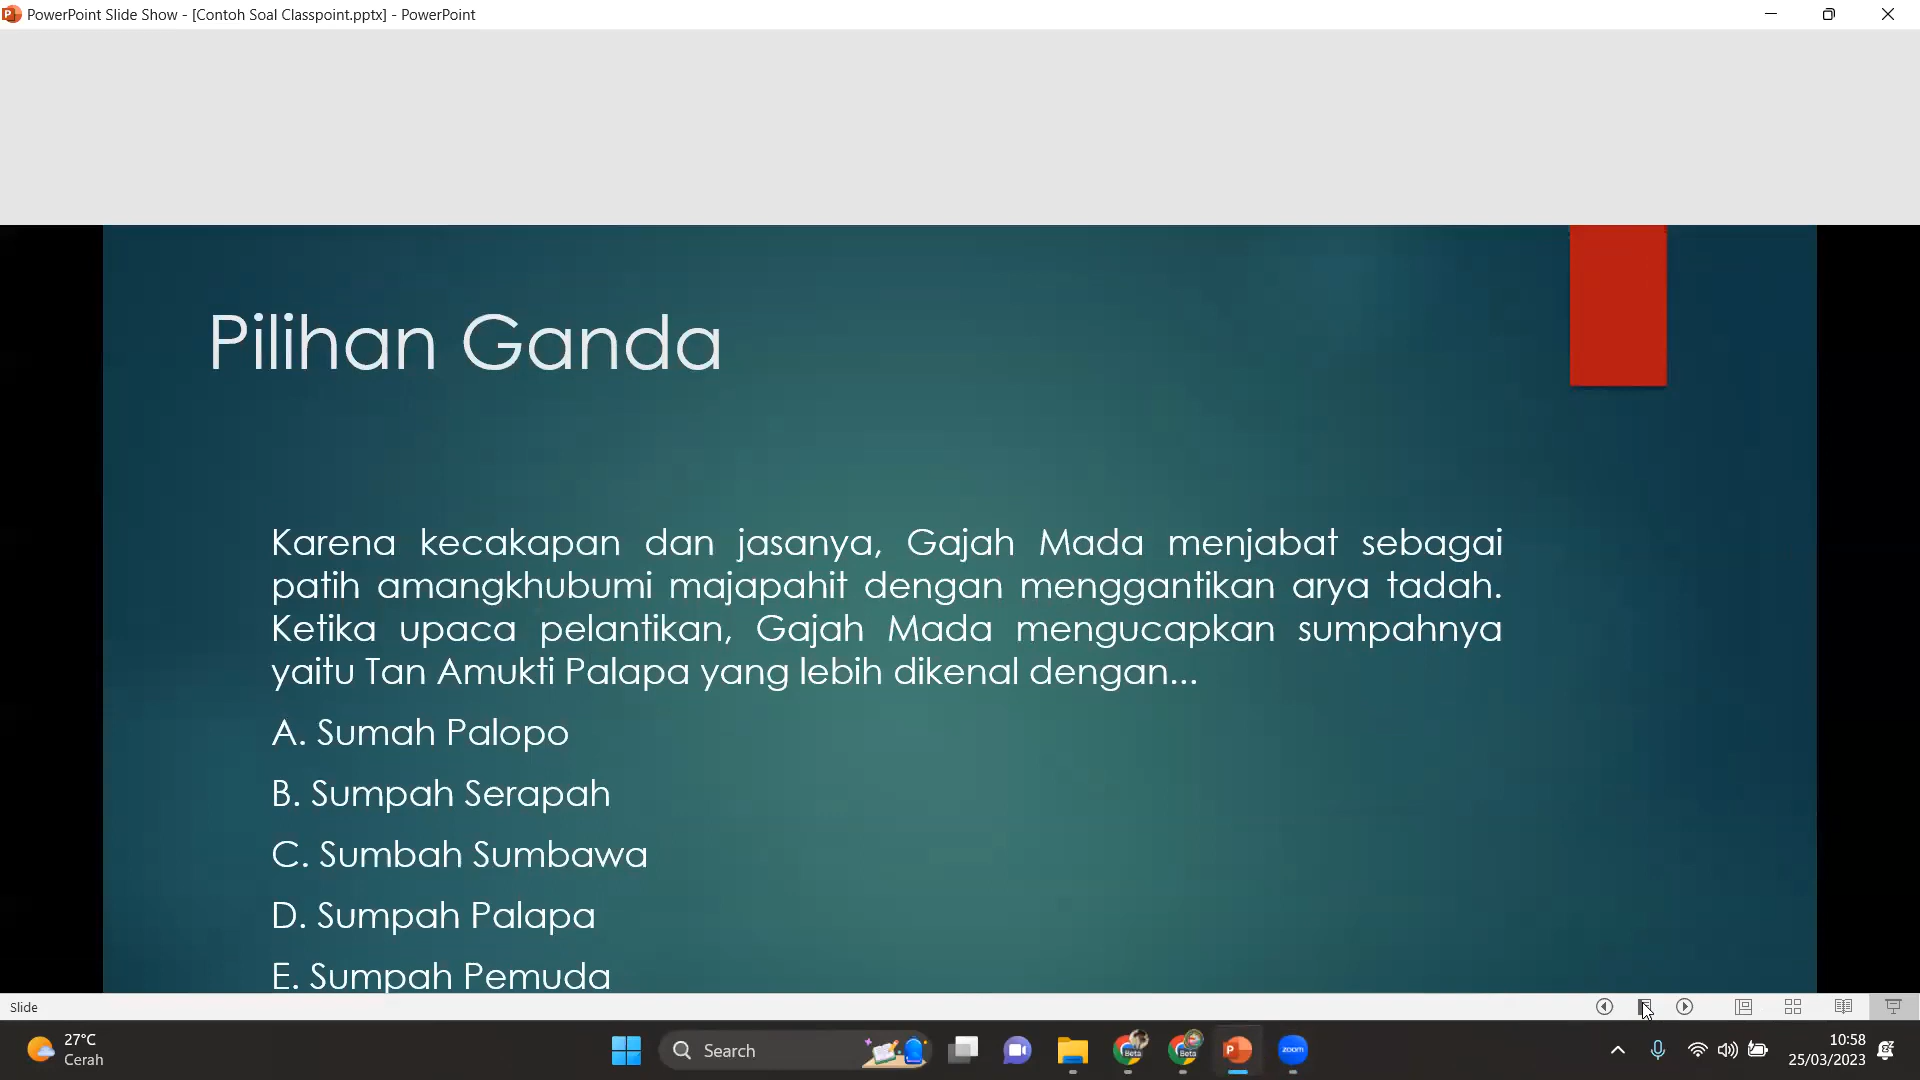 PowerPoint Slide Show - [Contoh Soal Classpoint.pptx] - PowerPoint
Pilihan Ganda
Karena kecakapan dan jasanya, Gajah Mada menjabat sebagai
patih amangkhubumi majapahit dengan menggantikan arya tadah.
Ketika upaca pelantikan, Gajah Mada mengucapkan sumpahnya
yaitu Tan Amukti Palapa yang lebih dikenal dengan...
A. Sumah Palopo
B. Sumpah Serapah
C. Sumbah Sumbawa
D. Sumpah Palapa
E. Sumpah Pemuda
Slide
27°C
Cerah
Search
Beta
Beta
zoom
10:58
25/03/2023